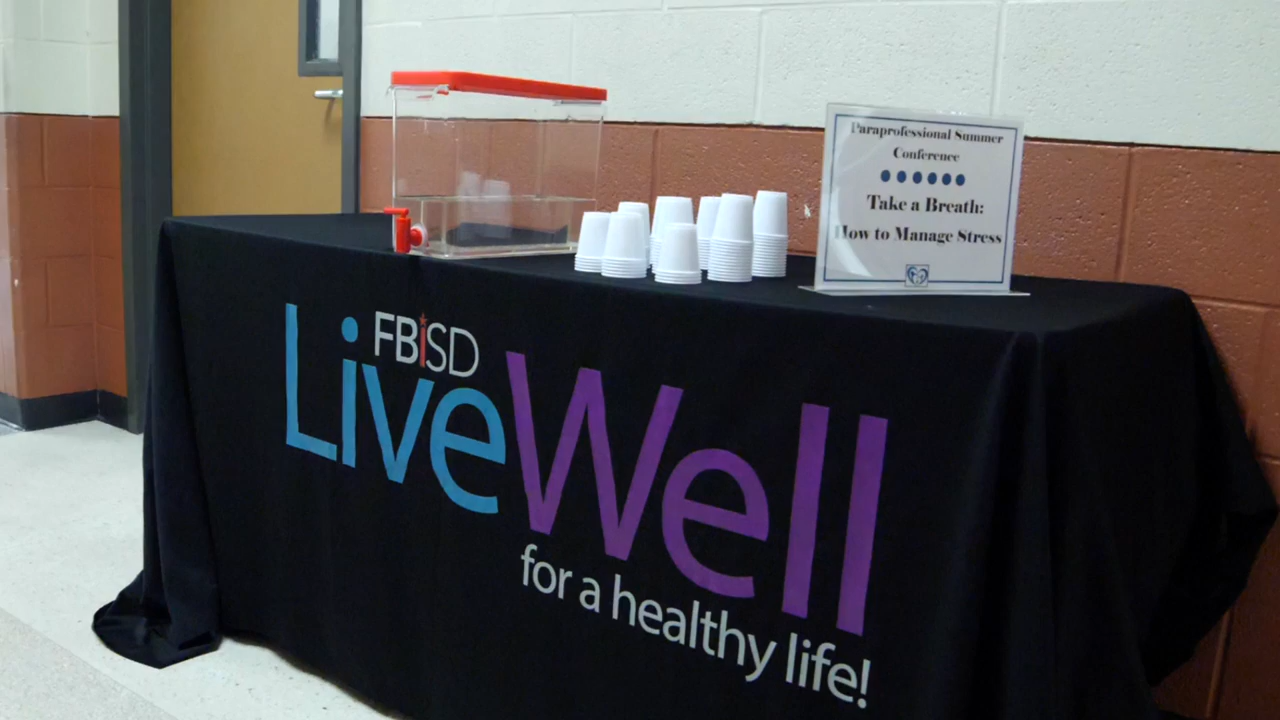 Paraprofessional Summer
Conference
Take a Breath:
How to Manage Stress
FBiSD
LiveWell
for a healthy life!